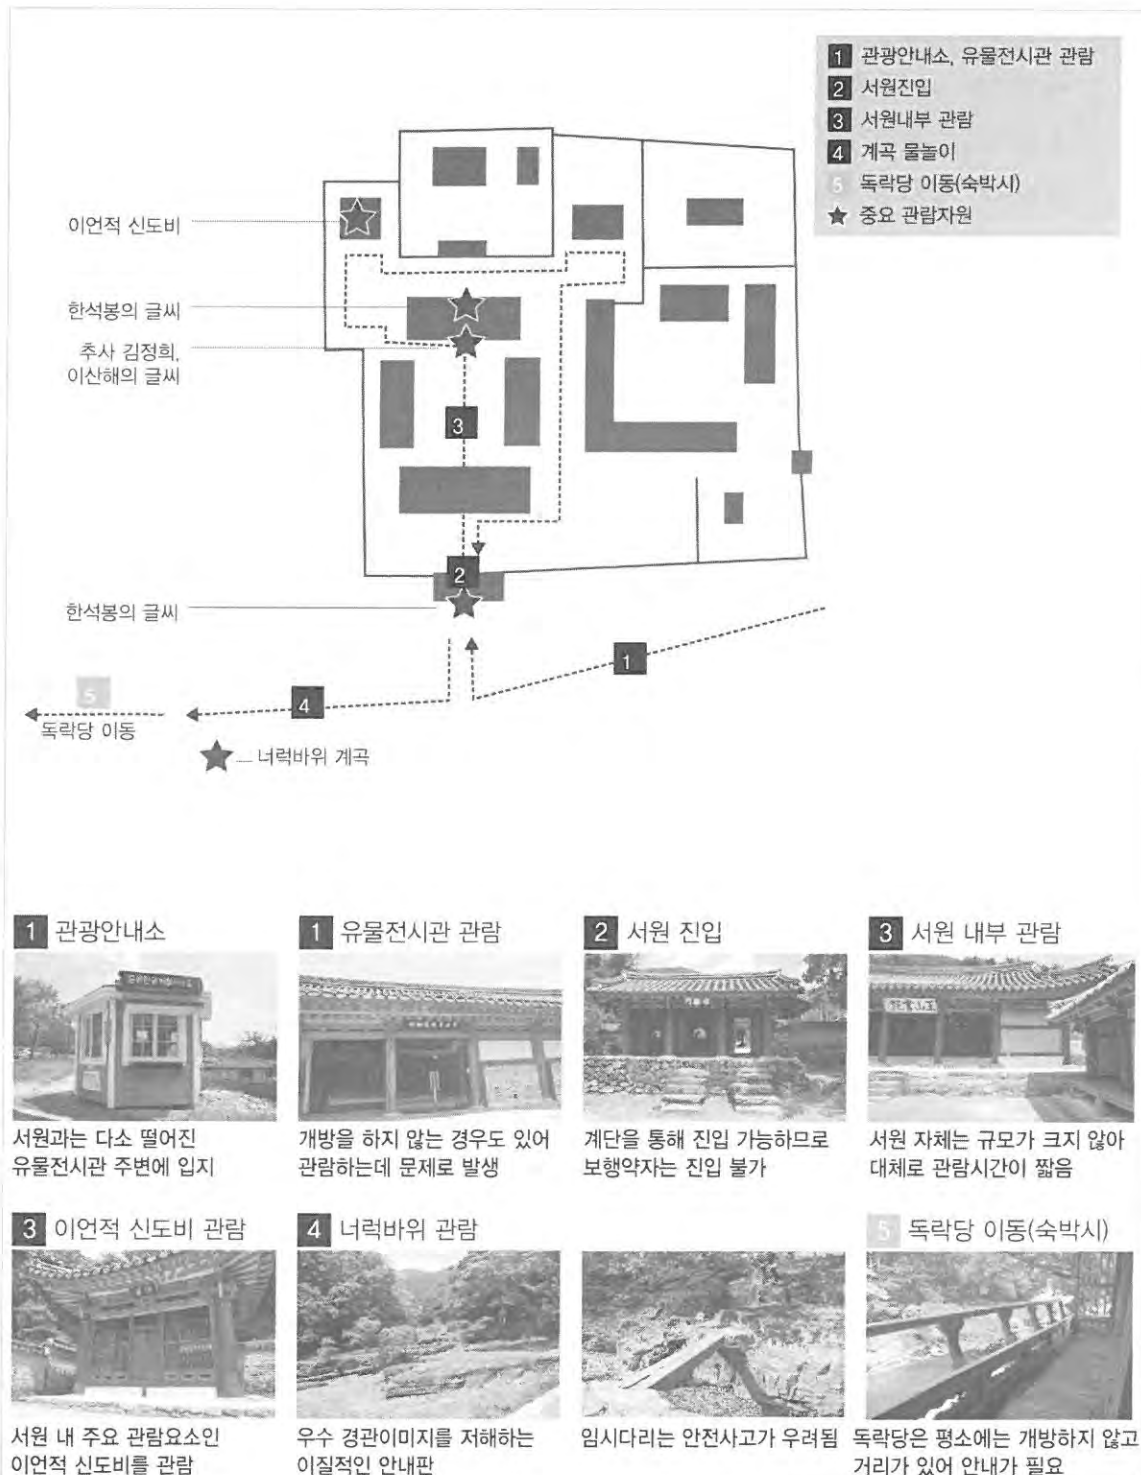 1 관광안내소, 유물전시관 관람
2 서원진입
3 서원내부 관람
4 계곡 물놀이
5 독락당 이동(숙박시)
★ 중요 관람자원
이언적 신도비
한석봉의 글씨
추사 김정희,
이산해의 글씨
3
2
한석봉의 글씨
1
5
4
독락당 이동
너럭바위 계곡
1 관광안내소
서원과는 다소 떨어진
유물전시관 주변에 입지
1 유물전시관 관람
개방을 하지 않는 경우도 있어
관람하는데 문제로 발생
2 서원 진입
계단을 통해 진입 가능하므로
보행약자는 진입 불가
3 서원 내부 관람
서원 자체는 규모가 크지 않아
대체로 관람시간이 짧음
3 이언적 신도비 관람
서원 내 주요 관람요소인
이언적 신도비를 관람
4 너럭바위 관람
우수 경관이미지를 저해하는
이질적인 안내판
임시다리는 안전사고가 우려됨
5 독락당 이동(숙박시)
독락당은 평소에는 개방하지 않고
거리가 있어 안내가 필요